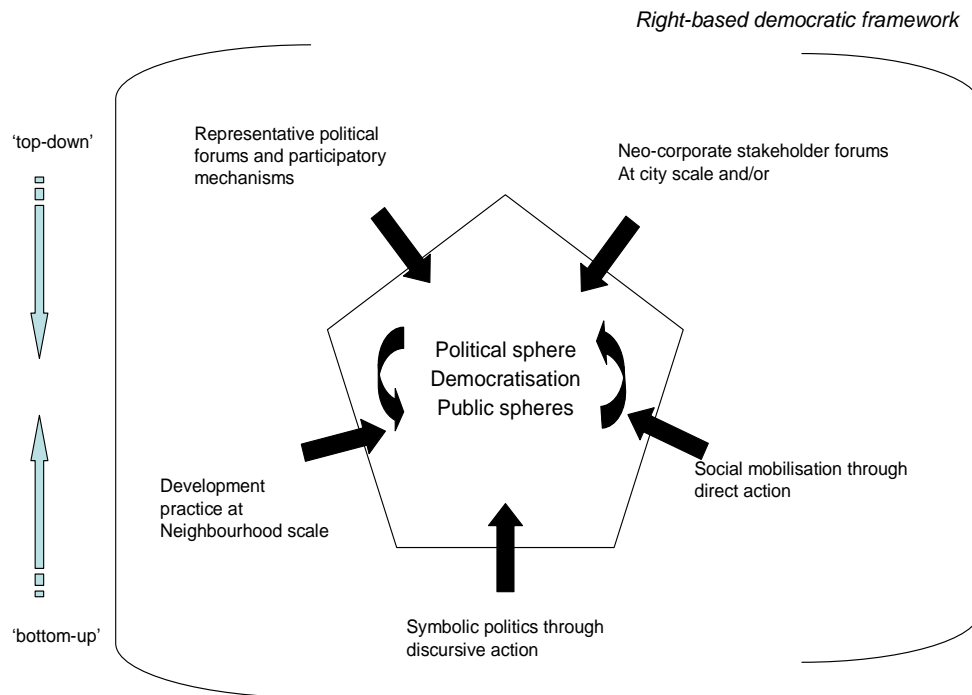 Right-based democratic framework
‘top-down’
Representative political
forums and participatory
mechanisms
Neo-corporate stakeholder forums
At city scale and/or
Political sphere
Democratisation
Public spheres
Development
practice at
Neighbourhood scale
Social mobilisation through
direct action
Symbolic politics through
discursive action
‘bottom-up’